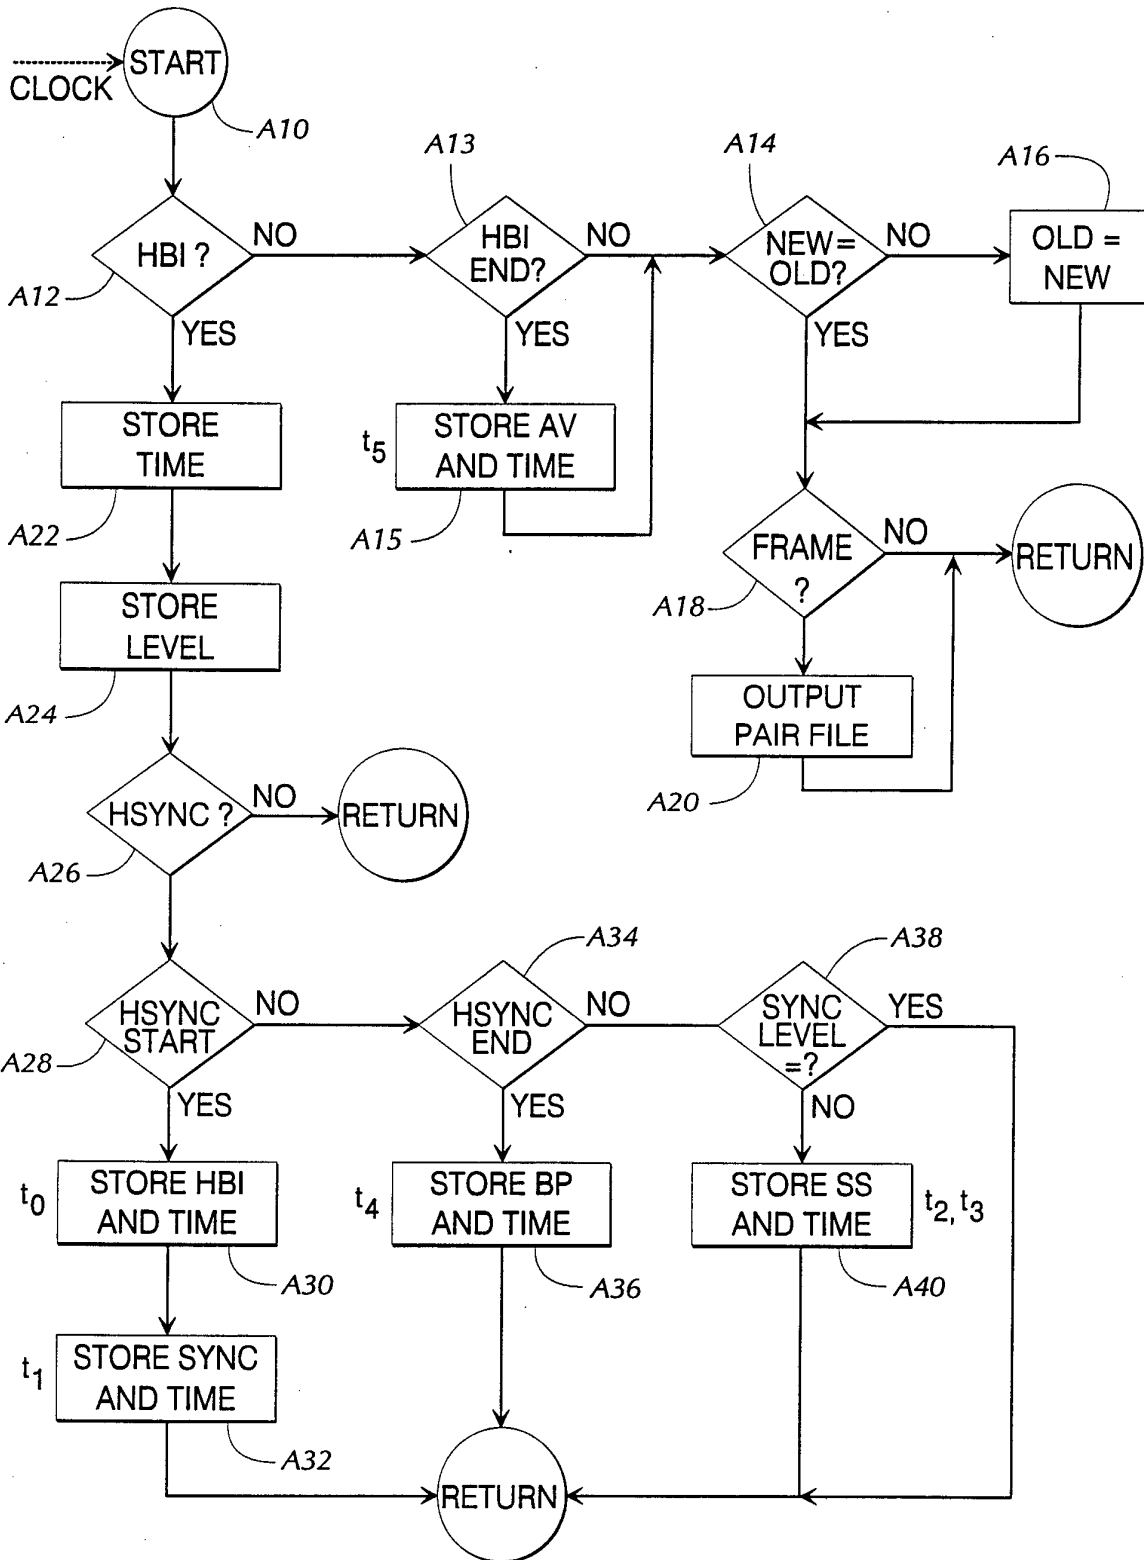 START
CLOCK
A10
A13
A14
A16
HBI ?
NO
HBI
END?
NO
NEW=
OLD?
NO
OLD =
NEW
A12
YES
YES
YES
STORE
TIME
t5
STORE AV
AND TIME
A22
A15
FRAME
?
NO
RETURN
A18
STORE
LEVEL
A24
OUTPUT
PAIR FILE
A20
HSYNC ?
NO
RETURN
A26
A34
A38
HSYNC
START
NO
HSYNC
END
NO
SYNC
LEVEL
=?
YES
A28
YES
YES
NO
t0
STORE HBI
AND TIME
t4
STORE BP
AND TIME
STORE SS
AND TIME
t2, t3
A30
A36
A40
t1
STORE SYNC
AND TIME
A32
RETURN